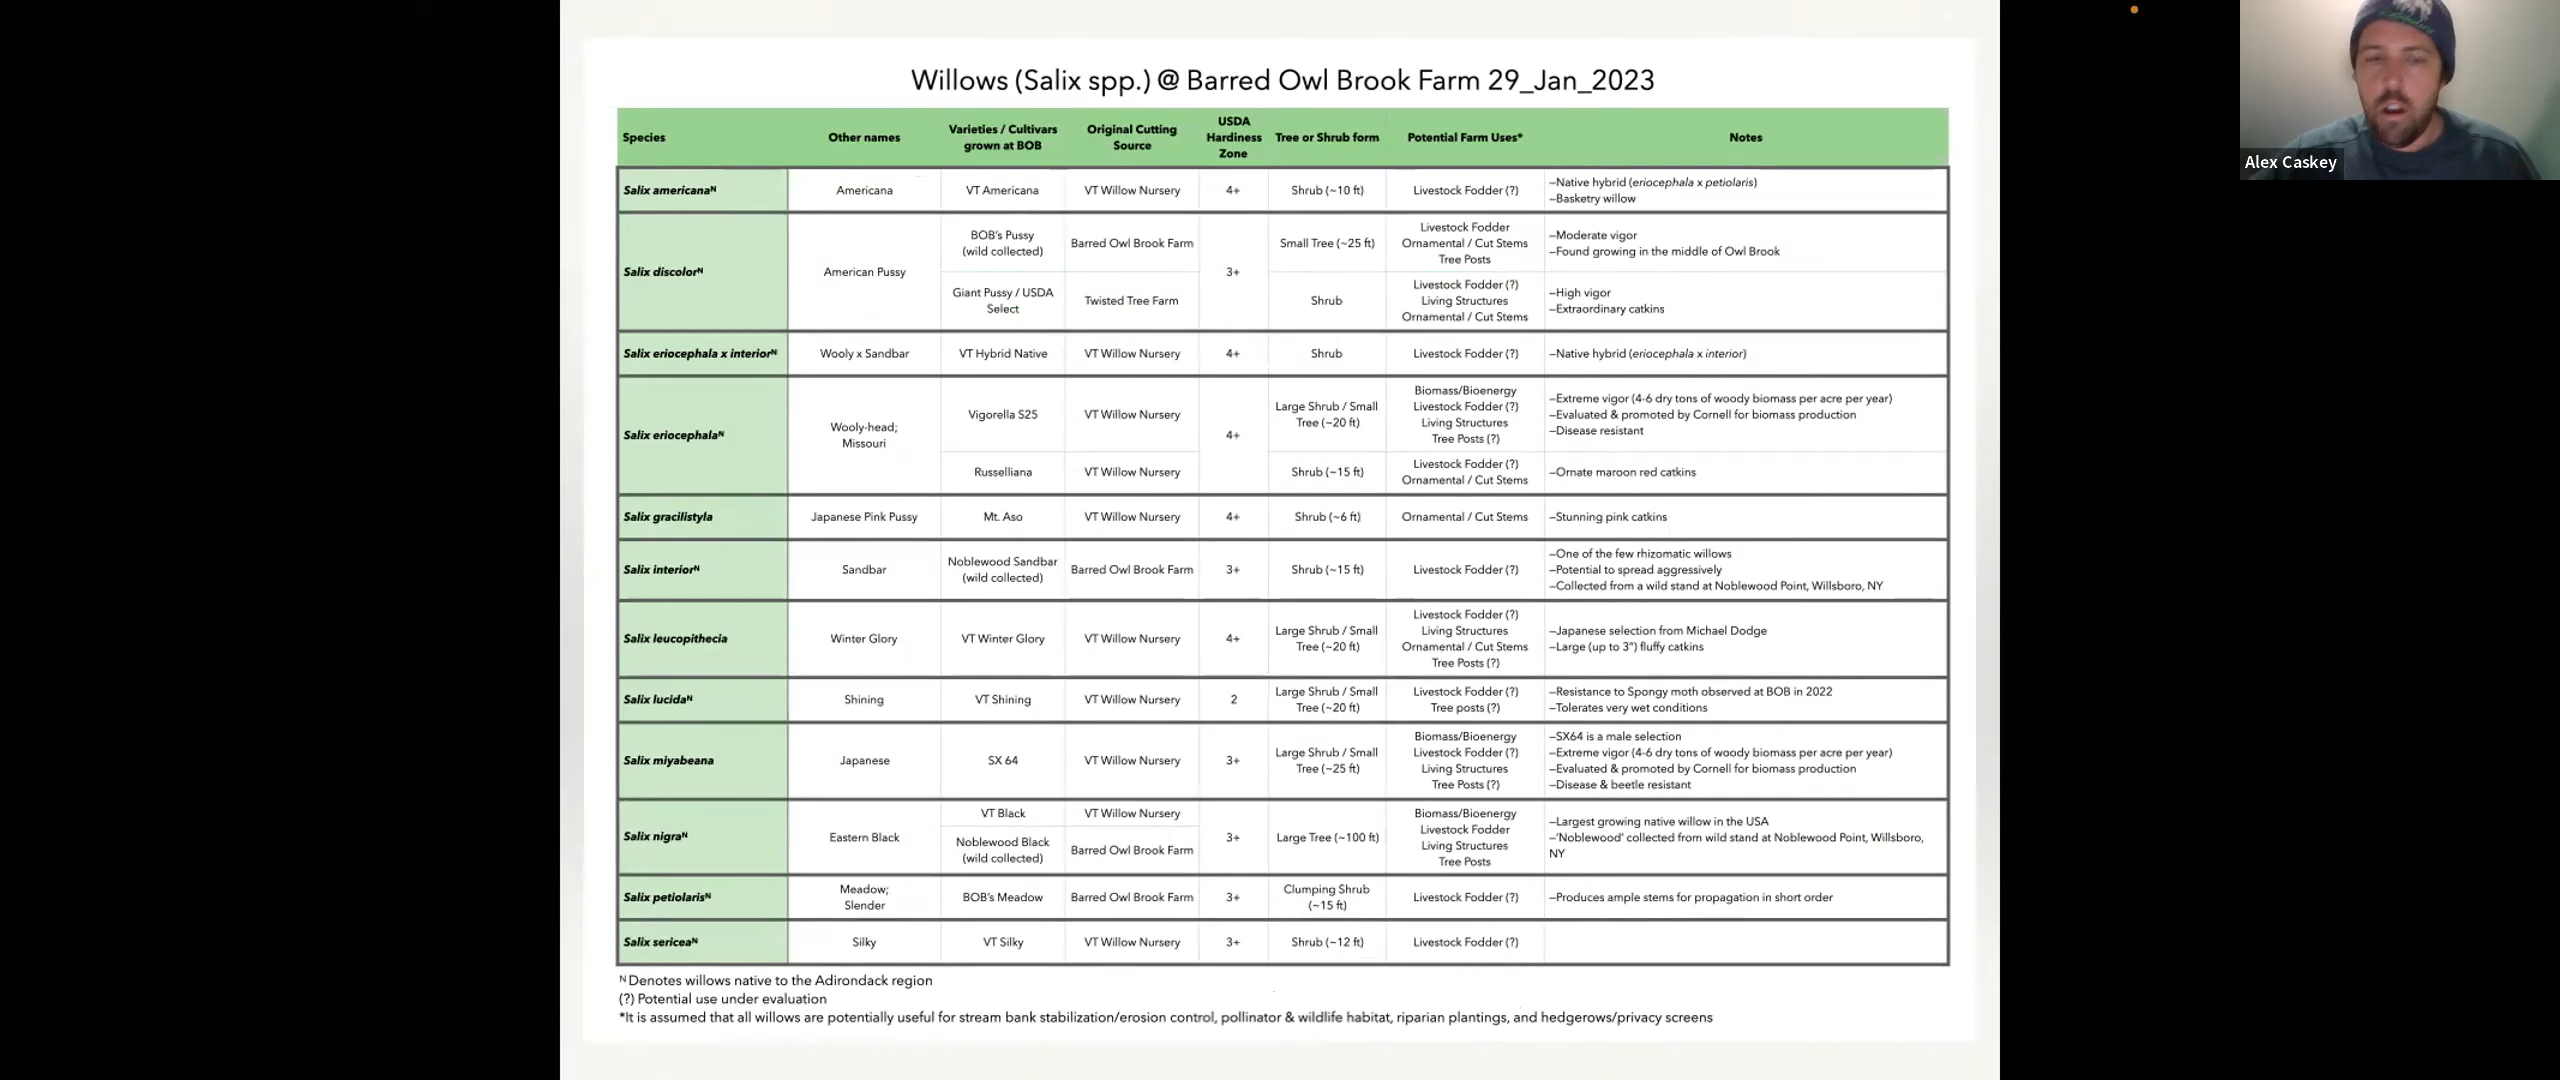 Willows (Salix spp.) @ Barred Owl Brook Farm 29_Jan_2023
Species
Other names
Varieties / Cultivars
grown at BOB
Original Cutting
Source
USDA
Hardiness
Zone
Tree or Shrub form
Potential Farm Uses*
Notes
Salix americanaᴺ
Americana
VT Americana
VT Willow Nursery
4+
Shrub (~10 ft)
Livestock Fodder (?)
–Native hybrid (eriocephala x petiolaris)
–Basketry willow
Salix discolorᴺ
American Pussy
BOB's Pussy
(wild collected)
Barred Owl Brook Farm
3+
Small Tree (~25 ft)
Livestock Fodder
Ornamental / Cut Stems
Tree Posts
–Moderate vigor
–Found growing in the middle of Owl Brook
Giant Pussy / USDA
Select
Twisted Tree Farm
Shrub
Livestock Fodder (?)
Living Structures
Ornamental / Cut Stems
–High vigor
–Extraordinary catkins
Salix eriocephala x interiorᴺ
Wooly x Sandbar
VT Hybrid Native
VT Willow Nursery
4+
Shrub
Livestock Fodder (?)
–Native hybrid (eriocephala x interior)
Salix eriocephalaᴺ
Wooly-head;
Missouri
Vigorella S25
VT Willow Nursery
4+
Large Shrub / Small
Tree (~20 ft)
Biomass/Bioenergy
Livestock Fodder (?)
Living Structures
Tree Posts (?)
–Extreme vigor (4-6 dry tons of woody biomass per acre per year)
–Evaluated & promoted by Cornell for biomass production
–Disease resistant
Russelliana
VT Willow Nursery
Shrub (~15 ft)
Livestock Fodder (?)
Ornamental / Cut Stems
–Ornate maroon red catkins
Salix gracilistyla
Japanese Pink Pussy
Mt. Aso
VT Willow Nursery
4+
Shrub (~6 ft)
Ornamental / Cut Stems
–Stunning pink catkins
Salix interiorᴺ
Sandbar
Noblewood Sandbar
(wild collected)
Barred Owl Brook Farm
3+
Shrub (~15 ft)
Livestock Fodder (?)
–One of the few rhizomatic willows
–Potential to spread aggressively
–Collected from a wild stand at Noblewood Point, Willsboro, NY
Salix leucopithecia
Winter Glory
VT Winter Glory
VT Willow Nursery
4+
Large Shrub / Small
Tree (~20 ft)
Livestock Fodder (?)
Living Structures
Ornamental / Cut Stems
Tree Posts (?)
–Japanese selection from Michael Dodge
–Large (up to 3") fluffy catkins
Salix lucidaᴺ
Shining
VT Shining
VT Willow Nursery
2
Large Shrub / Small
Tree (~20 ft)
Livestock Fodder (?)
Tree posts (?)
–Resistance to Spongy moth observed at BOB in 2022
–Tolerates very wet conditions
Salix miyabeana
Japanese
SX 64
VT Willow Nursery
3+
Large Shrub / Small
Tree (~25 ft)
Biomass/Bioenergy
Livestock Fodder (?)
Living Structures
Tree Posts (?)
–SX64 is a male selection
–Extreme vigor (4-6 dry tons of woody biomass per acre per year)
–Evaluated & promoted by Cornell for biomass production
–Disease & beetle resistant
Salix nigraᴺ
Eastern Black
VT Black
VT Willow Nursery
Noblewood Black
(wild collected)
Barred Owl Brook Farm
3+
Large Tree (~100 ft)
Biomass/Bioenergy
Livestock Fodder
Living Structures
Tree Posts
–Largest growing native willow in the USA
–'Noblewood' collected from wild stand at Noblewood Point, Willsboro,
NY
Salix petiolarisᴺ
Meadow;
Slender
BOB's Meadow
Barred Owl Brook Farm
3+
Clumping Shrub
(~15 ft)
Livestock Fodder (?)
–Produces ample stems for propagation in short order
Salix sericeaᴺ
Silky
VT Silky
VT Willow Nursery
3+
Shrub (~12 ft)
Livestock Fodder (?)
ᴺ Denotes willows native to the Adirondack region
(?) Potential use under evaluation
*It is assumed that all willows are potentially useful for stream bank stabilization/erosion control, pollinator & wildlife habitat, riparian plantings, and hedgerows/privacy screens
Alex Caskey